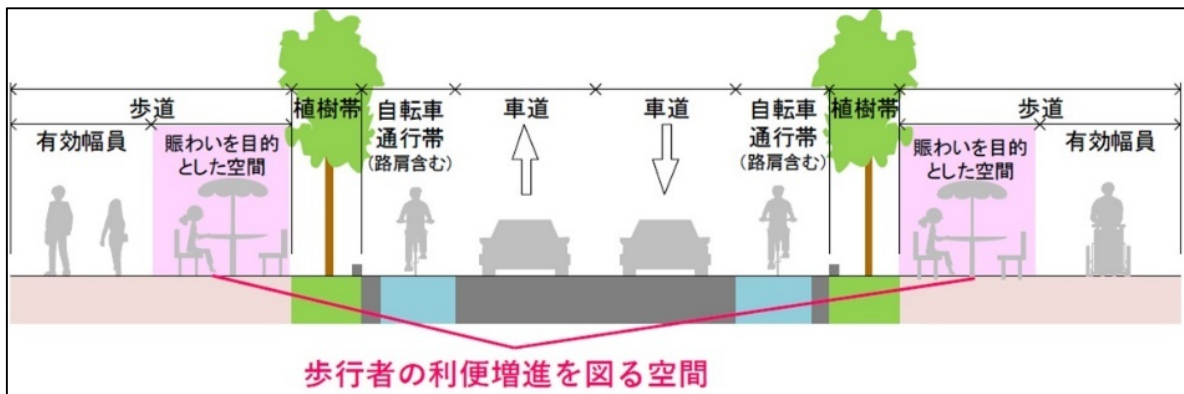 歩道
植樹帯
自転車
通行帯
(路肩含む)
車道
車道
自転車
通行帯
(路肩含む)
植樹帯
歩道
有効幅員
賑わいを目的
とした空間
賑わいを目的
とした空間
有効幅員
歩行者の利便増進を図る空間